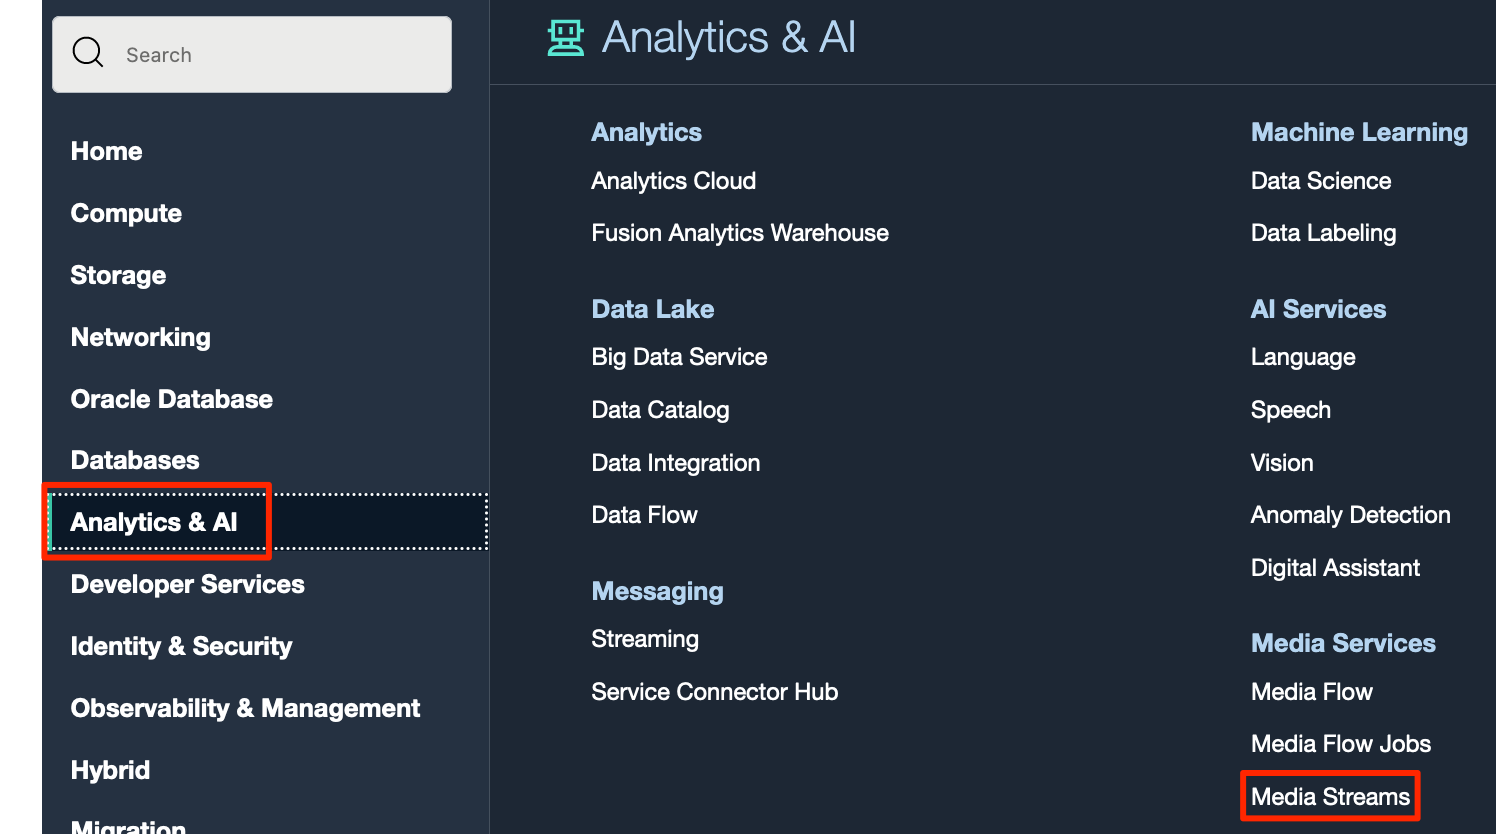 Search
Home
Compute
Storage
Networking
Oracle Database
Databases
Analytics & AI
Developer Services
Identity & Security
Observability & Management
Hybrid
Migration
Analytics & AI
Analytics
Analytics Cloud
Fusion Analytics Warehouse
Data Lake
Big Data Service
Data Catalog
Data Integration
Data Flow
Messaging
Streaming
Service Connector Hub
Machine Learning
Data Science
Data Labeling
AI Services
Language
Speech
Vision
Anomaly Detection
Digital Assistant
Media Services
Media Flow
Media Flow Jobs
Media Streams